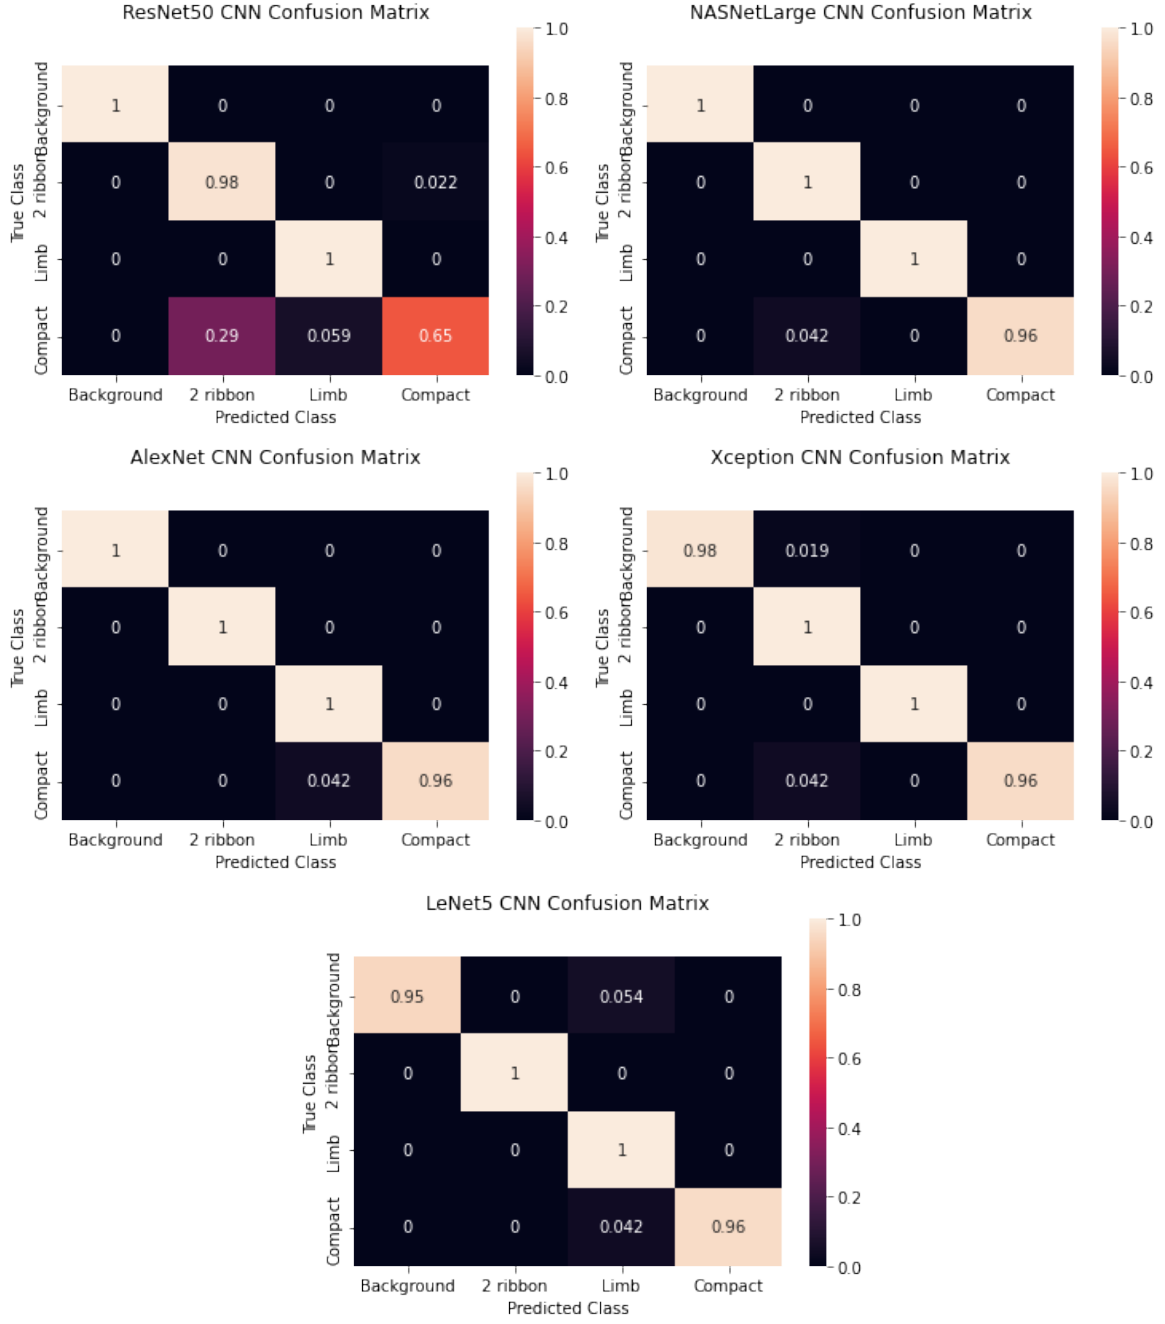 ResNet50 CNN Confusion Matrix
True Class
Background
2 ribbon
Limb
Compact
1 0 0 0
0 0.98 0 0.022
0 0 1 0
0 0.29 0.059 0.65
Background 2 ribbon Limb Compact
Predicted Class
1.0
0.8
0.6
0.4
0.2
0.0
NASNetLarge CNN Confusion Matrix
True Class
Background
2 ribbon
Limb
Compact
1 0 0 0
0 1 0 0
0 0 1 0
0 0.042 0 0.96
Background 2 ribbon Limb Compact
Predicted Class
1.0
0.8
0.6
0.4
0.2
0.0
AlexNet CNN Confusion Matrix
True Class
Background
2 ribbon
Limb
Compact
1 0 0 0
0 1 0 0
0 0 1 0
0 0 0.042 0.96
Background 2 ribbon Limb Compact
Predicted Class
1.0
0.8
0.6
0.4
0.2
0.0
Xception CNN Confusion Matrix
True Class
Background
2 ribbon
Limb
Compact
0.98 0.019 0 0
0 1 0 0
0 0 1 0
0 0.042 0 0.96
Background 2 ribbon Limb Compact
Predicted Class
1.0
0.8
0.6
0.4
0.2
0.0
LeNet5 CNN Confusion Matrix
True Class
Background
2 ribbon
Limb
Compact
0.95 0 0.054 0
0 1 0 0
0 0 1 0
0 0 0.042 0.96
Background 2 ribbon Limb Compact
Predicted Class
1.0
0.8
0.6
0.4
0.2
0.0